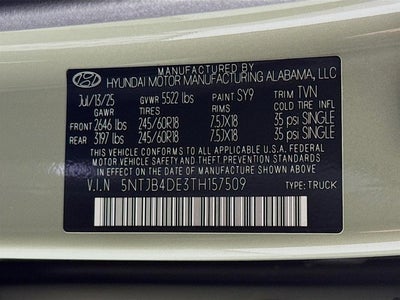 MANUFACTURED BY
HYUNDAI MOTOR MANUFACTURING ALABAMA, LLC
Jul/13/25 GVWR 5522 lbs PAINT SY9 TRIM TVN
GAWR TIRE RIMS COLD TIRE INFL
FRONT 2646 lbs 245/60R18 7.5JX18 35 psi SINGLE
REAR 3197 lbs 245/60R18 7.5JX18 35 psi SINGLE
THIS VEHICLE CONFORMS TO ALL APPLICABLE U.S.A. FEDERAL
MOTOR VEHICLE SAFETY, BUMPER, AND THEFT PREVENTION
STANDARDS IN EFFECT ON THE DATE OF MANUFACTURE SHOWN ABOVE.
V.I.N 5NTJB4DE3TH157509 TYPE: TRUCK